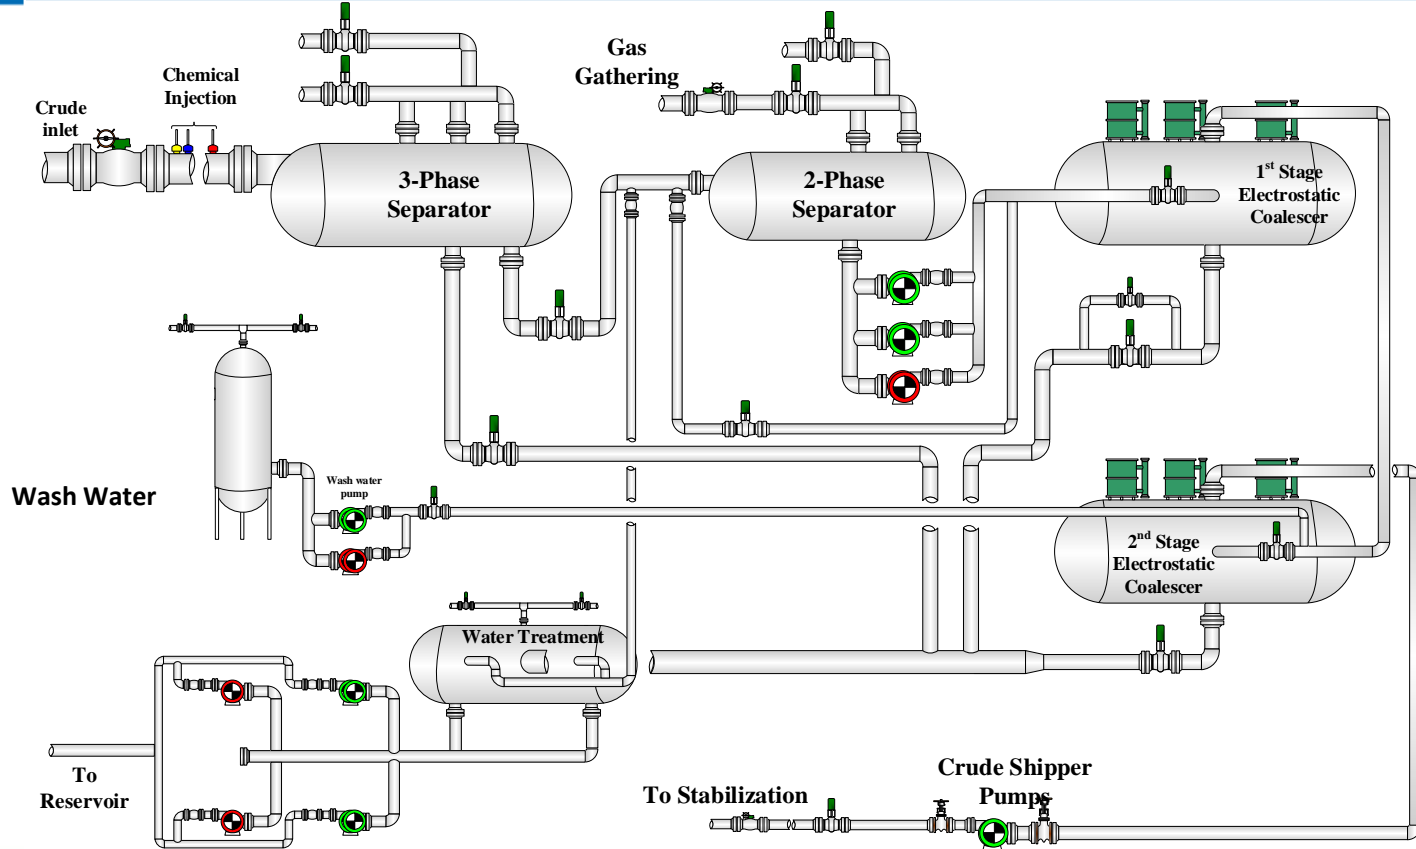 Gas
Gathering
Chemical
Injection
Crude
inlet
3-Phase
Separator
2-Phase
Separator
1st Stage
Electrostatic
Coalescer
Wash Water
Wash water
pump
2nd Stage
Electrostatic
Coalescer
Water Treatment
To
Reservoir
To Stabilization
Crude Shipper
Pumps